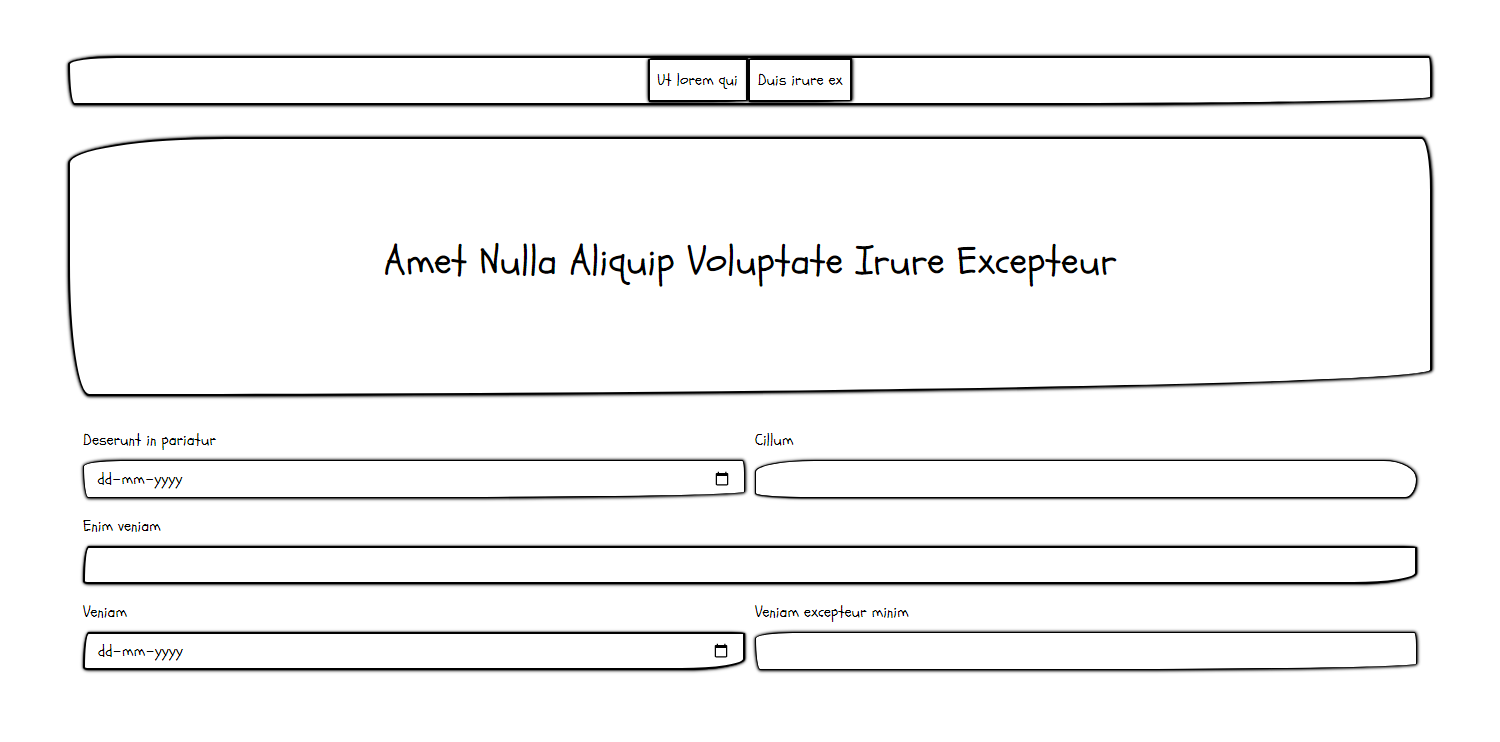 Ut lorem qui Duis irure ex
Amet Nulla Aliquip Voluptate Irure Excepteur
Deserunt in pariatur Cillum
dd-mm-yyyy
Enim veniam
Veniam Veniam excepteur minim
dd-mm-yyyy